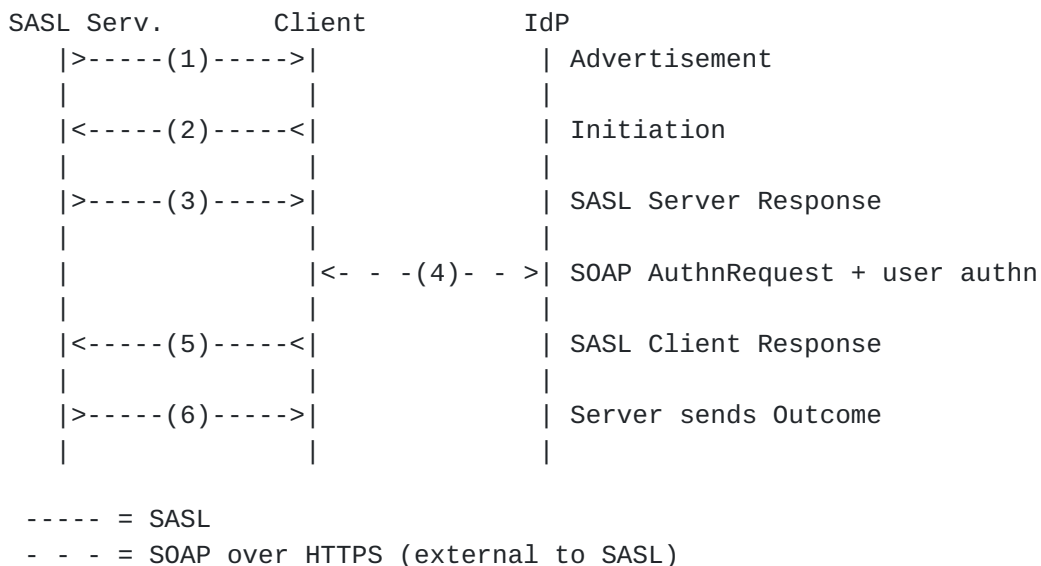 SASL Serv.       Client          IdP
   |>-----(1)----->|              | Advertisement
   |               |              |
   |<-----(2)-----<|              | Initiation
   |               |              |
   |>-----(3)----->|              | SASL Server Response
   |               |              |
   |               |<- - -(4)- - >| SOAP AuthnRequest + user authn
   |               |              |
   |<-----(5)-----<|              | SASL Client Response
   |               |              |
   |>-----(6)----->|              | Server sends Outcome
   |               |              |
 ----- = SASL
 - - - = SOAP over HTTPS (external to SASL)